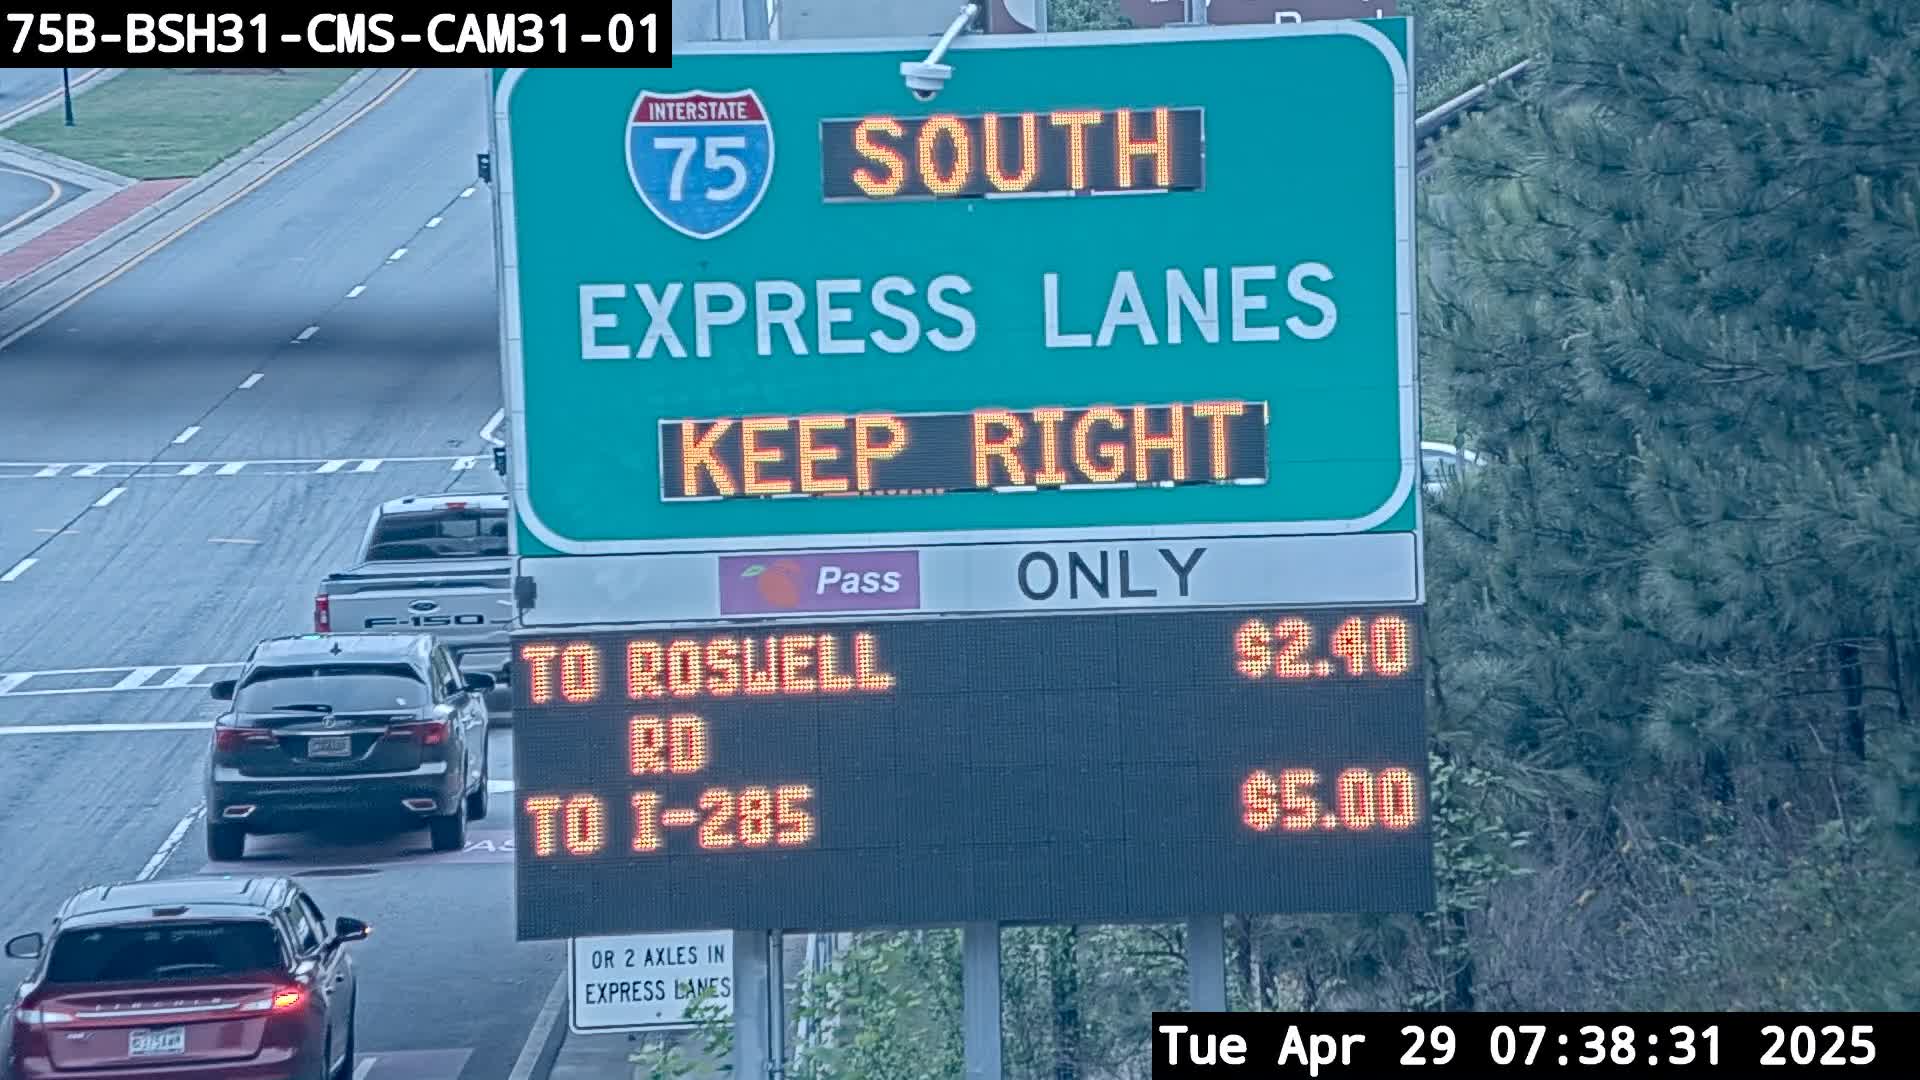 75B-BSH31-CMS-CAM31-01
INTERSTATE
75
SOUTH
EXPRESS LANES
KEEP RIGHT
Pass ONLY
TO ROSWELL $2.40
RD
TO I-285 $5.00
F-150
OR 2 AXLES IN
EXPRESS LANES
LINCOLN
Tue Apr 29 07:38:31 2025